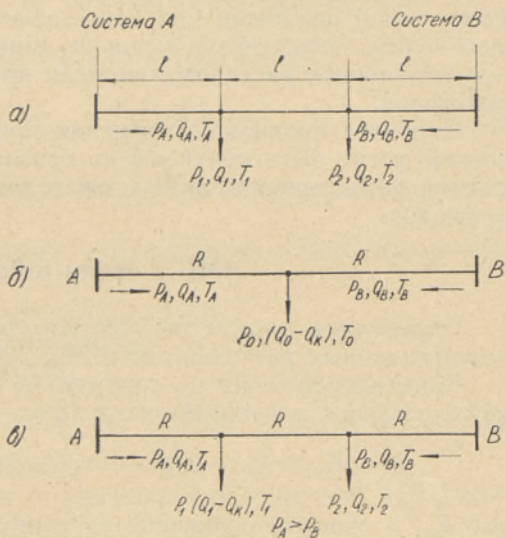 Система A Система B
l l l
а)
P_A, Q_A, T_A P_B, Q_B, T_B
P_1, Q_1, T_1 P_2, Q_2, T_2
R R
б) A B
P_A, Q_A, T_A P_B, Q_B, T_B
P_0, (Q_0-Q_K), T_0
R R R
в) A B
P_A, Q_A, T_A P_B, Q_B, T_B
P_1 (Q_1-Q_K), T_1 P_2, Q_2, T_2
P_A > P_B